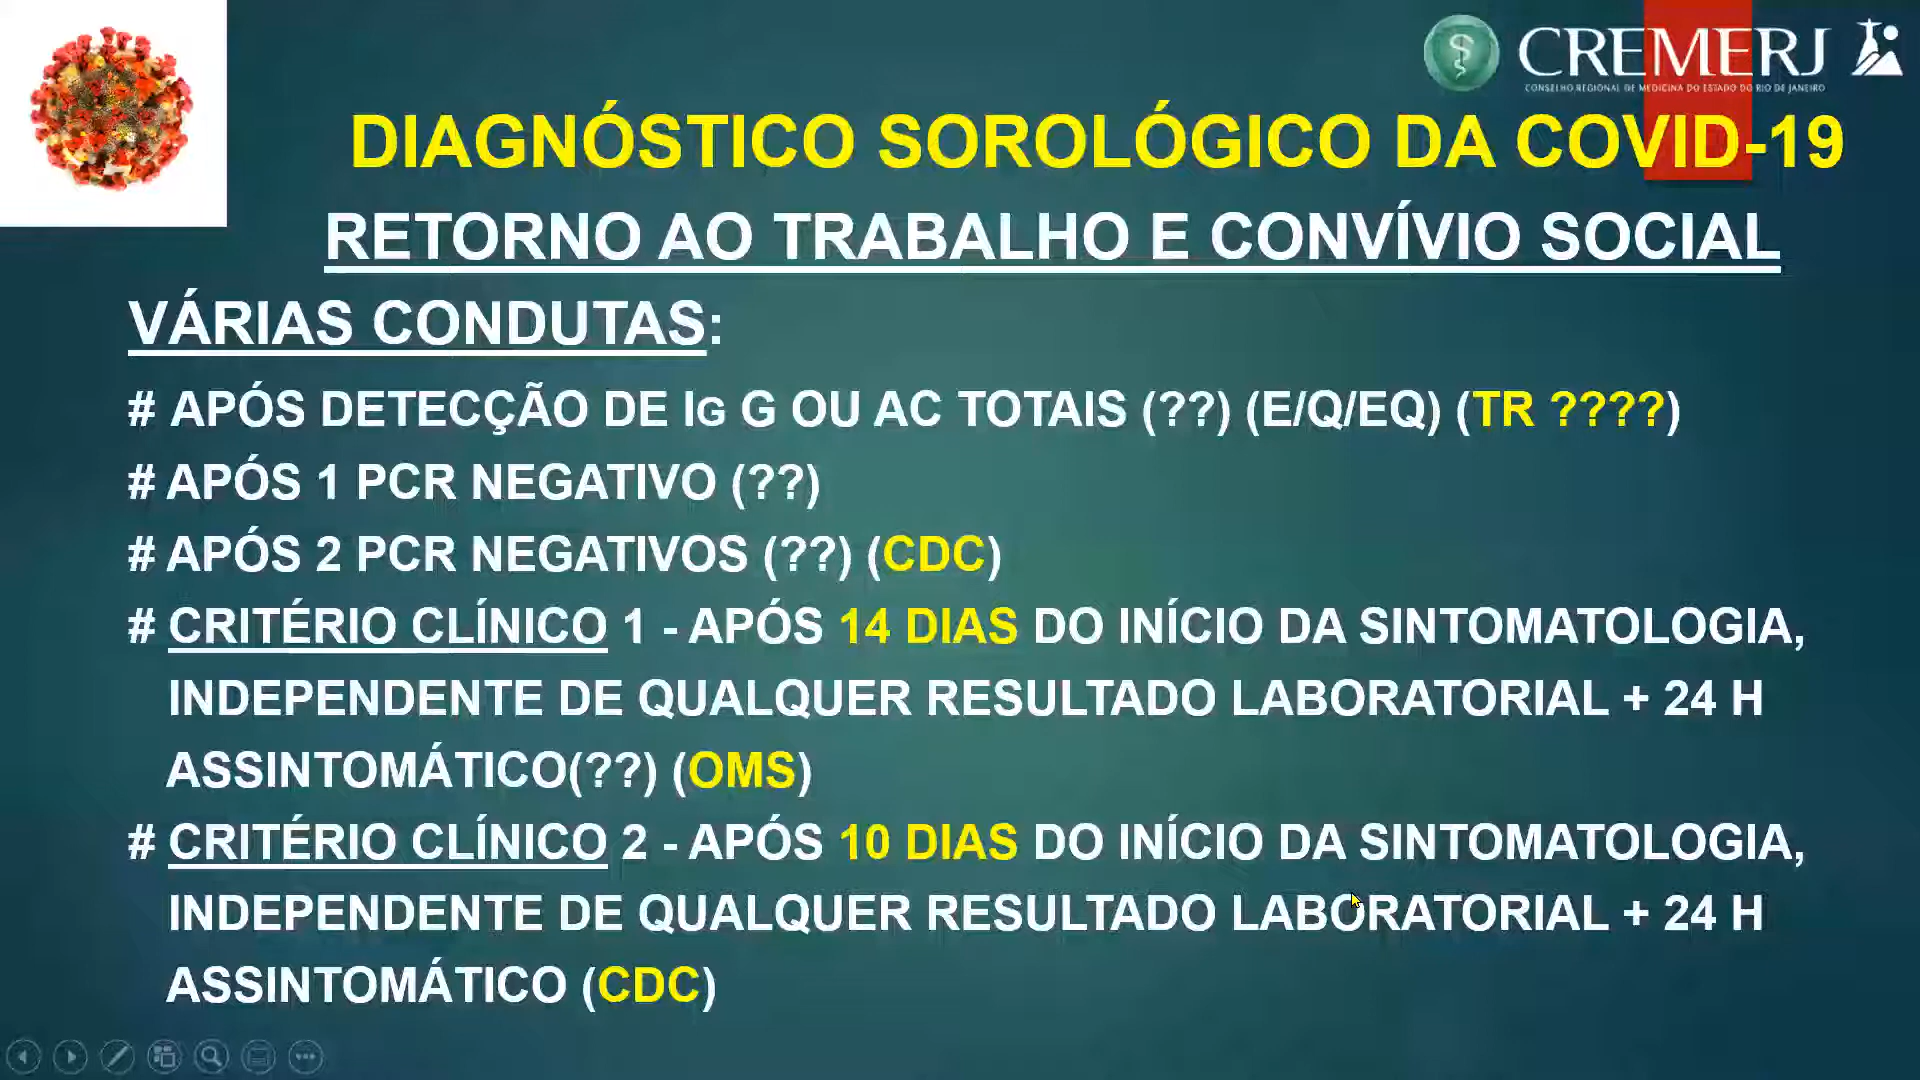 CREMERJ
CONSELHO REGIONAL DE MEDICINA DO ESTADO DO RIO DE JANEIRO
DIAGNÓSTICO SOROLÓGICO DA COVID-19
RETORNO AO TRABALHO E CONVÍVIO SOCIAL
VÁRIAS CONDUTAS:
# APÓS DETECÇÃO DE IG G OU AC TOTAIS (??) (E/Q/EQ) (TR ????)
# APÓS 1 PCR NEGATIVO (??)
# APÓS 2 PCR NEGATIVOS (??) (CDC)
# CRITÉRIO CLÍNICO 1 - APÓS 14 DIAS DO INÍCIO DA SINTOMATOLOGIA,
INDEPENDENTE DE QUALQUER RESULTADO LABORATORIAL + 24 H
ASSINTOMÁTICO(??) (OMS)
# CRITÉRIO CLÍNICO 2 - APÓS 10 DIAS DO INÍCIO DA SINTOMATOLOGIA,
INDEPENDENTE DE QUALQUER RESULTADO LABORATORIAL + 24 H
ASSINTOMÁTICO (CDC)